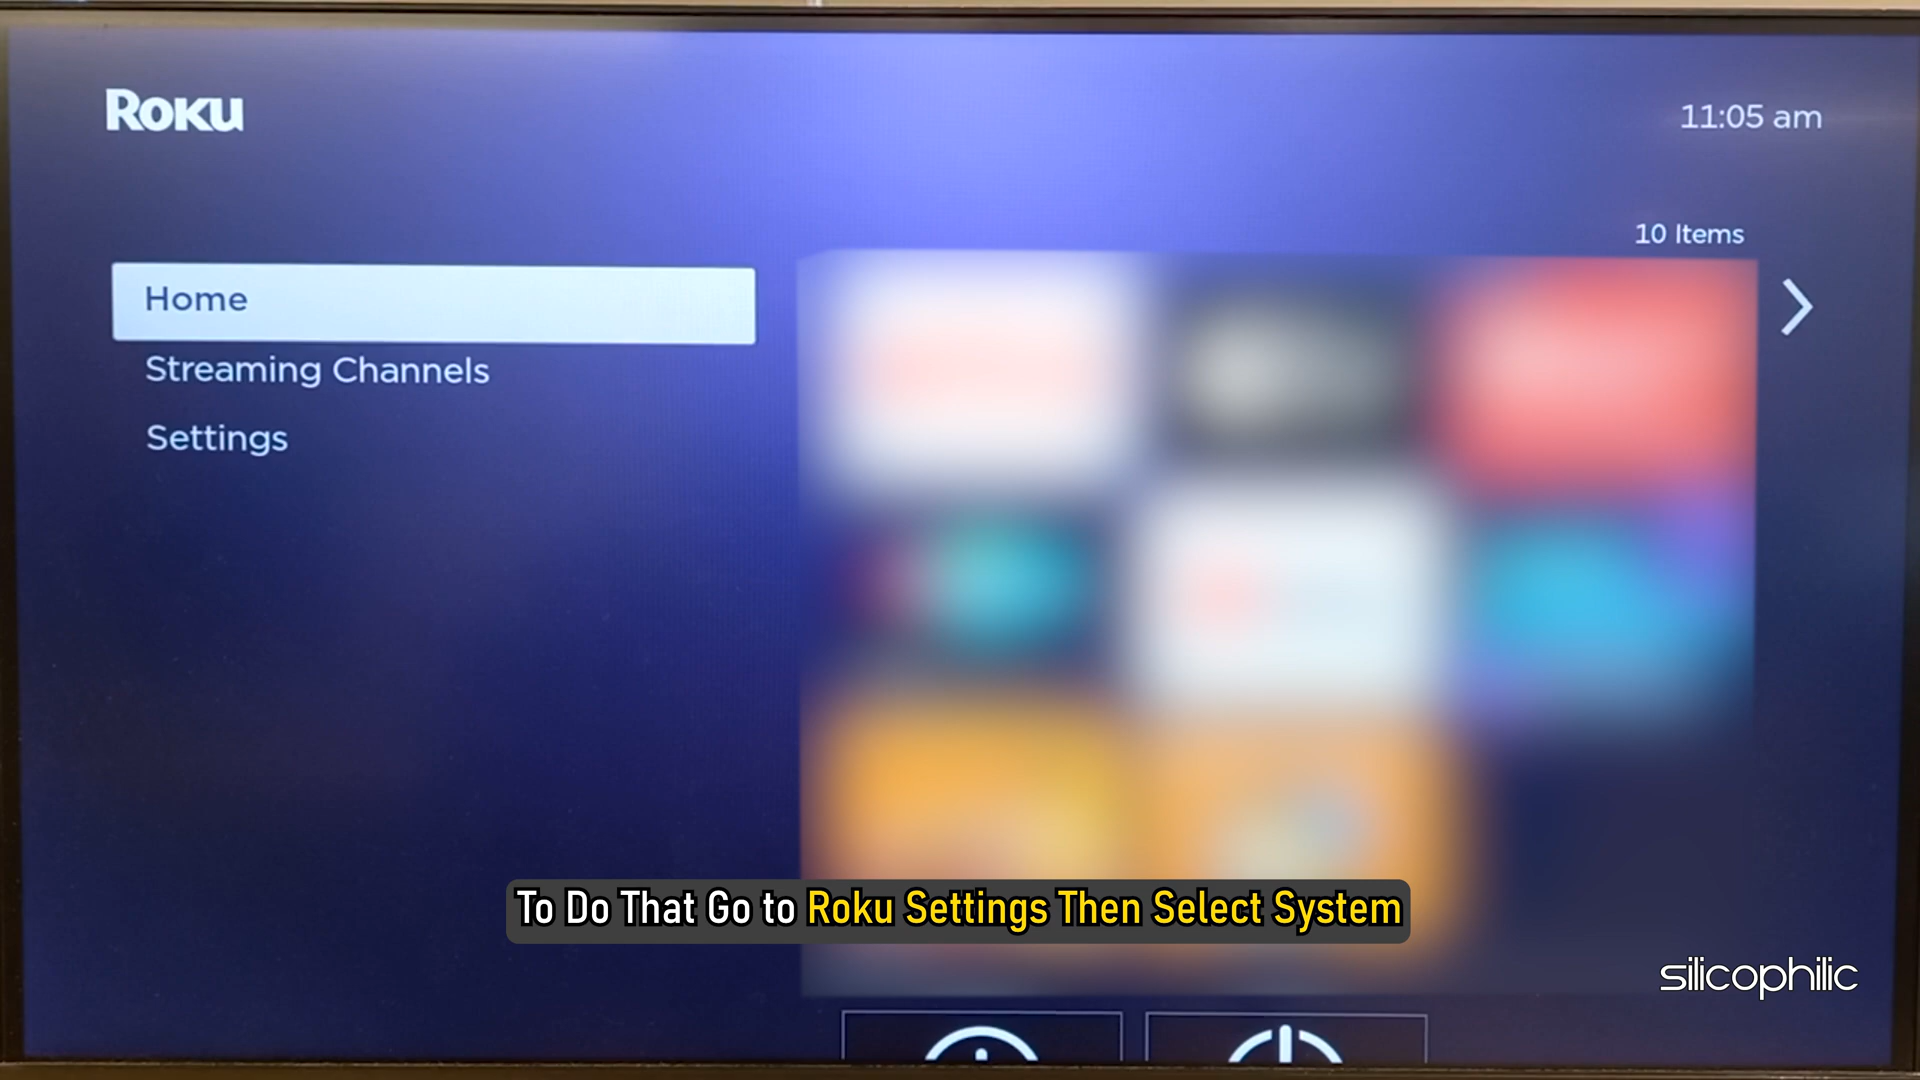 Roku
11:05 am
10 Items
Home
Streaming Channels
Settings
To Do That Go to Roku Settings Then Select System
silicophilic